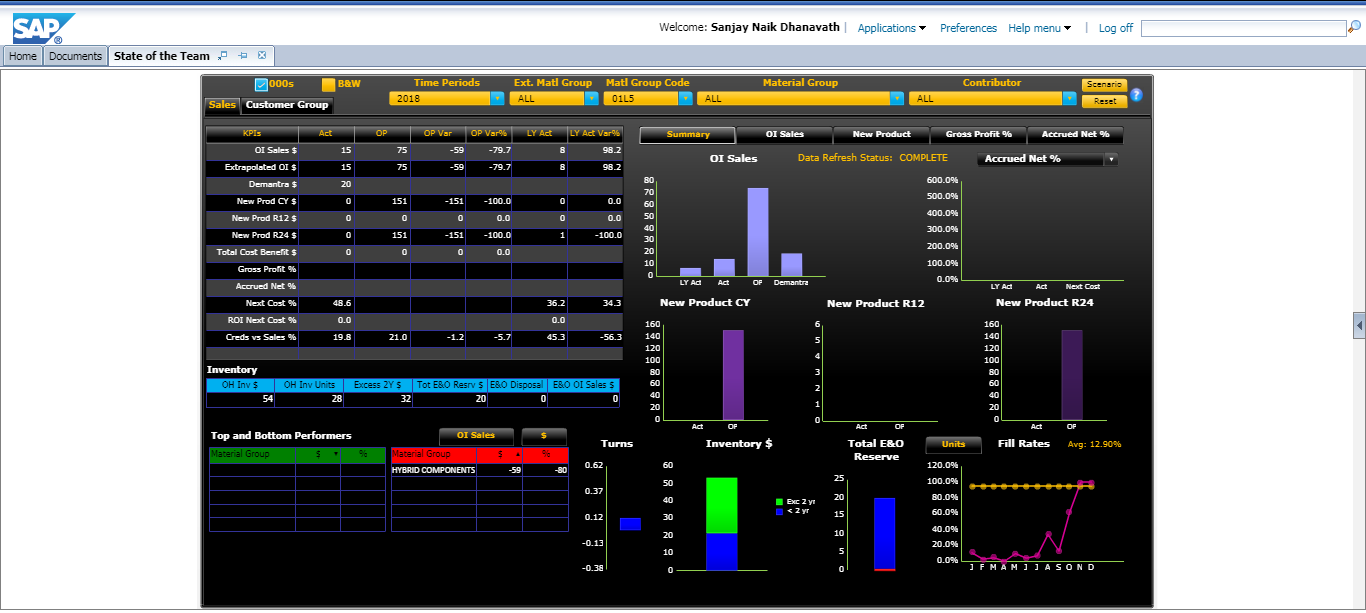 SAP ®
Welcome: Sanjay Naik Dhanavath | Applications Preferences Help menu | Log off
Home Documents State of the Team
000s B&W Time Periods Ext. Matl Group Matl Group Code Material Group Contributor Scenario
2018 ALL 01L5 ALL ALL Reset ?
Sales Customer Group
KPIs Act OP OP Var OP Var% LY Act LY Act Var%
OI Sales $ 15 75 -59 -79.7 8 98.2
Extrapolated OI $ 15 75 -59 -79.7 8 98.2
Demantra $ 20
New Prod CY $ 0 151 -151 -100.0 0 0.0
New Prod R12 $ 0 0 0 0.0 0 0.0
New Prod R24 $ 0 151 -151 -100.0 1 -100.0
Total Cost Benefit $ 0 0 0 0.0
Gross Profit %
Accrued Net %
Next Cost % 48.6 36.2 34.3
ROI Next Cost % 0.0 0.0
Creds vs Sales % 19.8 21.0 -1.2 -5.7 45.3 -56.3
Inventory
OH Inv $ OH Inv Units Excess 2Y $ Tot E&O Resrv $ E&O Disposal E&O OI Sales $
54 28 32 20 0 0
Summary OI Sales New Product Gross Profit % Accrued Net %
OI Sales Data Refresh Status: COMPLETE Accrued Net %
80
70
60
50
40
30
20
10
0
LY Act Act OP Demantra
600.0%
500.0%
400.0%
300.0%
200.0%
100.0%
0.0%
LY Act Act Next Cost
New Product CY
160
140
120
100
80
60
40
20
0
Act OP
New Product R12
6
5
4
3
2
1
0
Act OP
New Product R24
160
140
120
100
80
60
40
20
0
Act OP
Top and Bottom Performers OI Sales $
Material Group $ %
Material Group $ %
HYBRID COMPONENTS -59 -80
Turns
0.62
0.37
0.12
-0.13
-0.38
Inventory $
60
50
40
30
20
10
0
Exc 2 yr
< 2 yr
Total E&O
Reserve
25
20
15
10
5
0
Units Fill Rates Avg: 12.90%
120.0%
100.0%
80.0%
60.0%
40.0%
20.0%
0.0%
J F M A M J J A S O N D